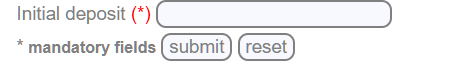 Initial deposit (*)
* mandatory fields submit reset